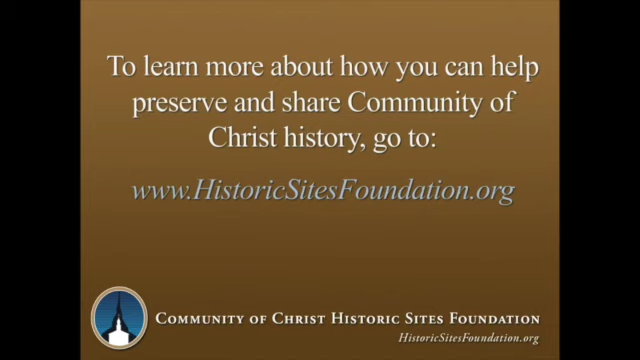 To learn more about how you can help
preserve and share Community of
Christ history, go to:
www.HistoricSitesFoundation.org
Community of Christ Historic Sites Foundation
HistoricSitesFoundation.org